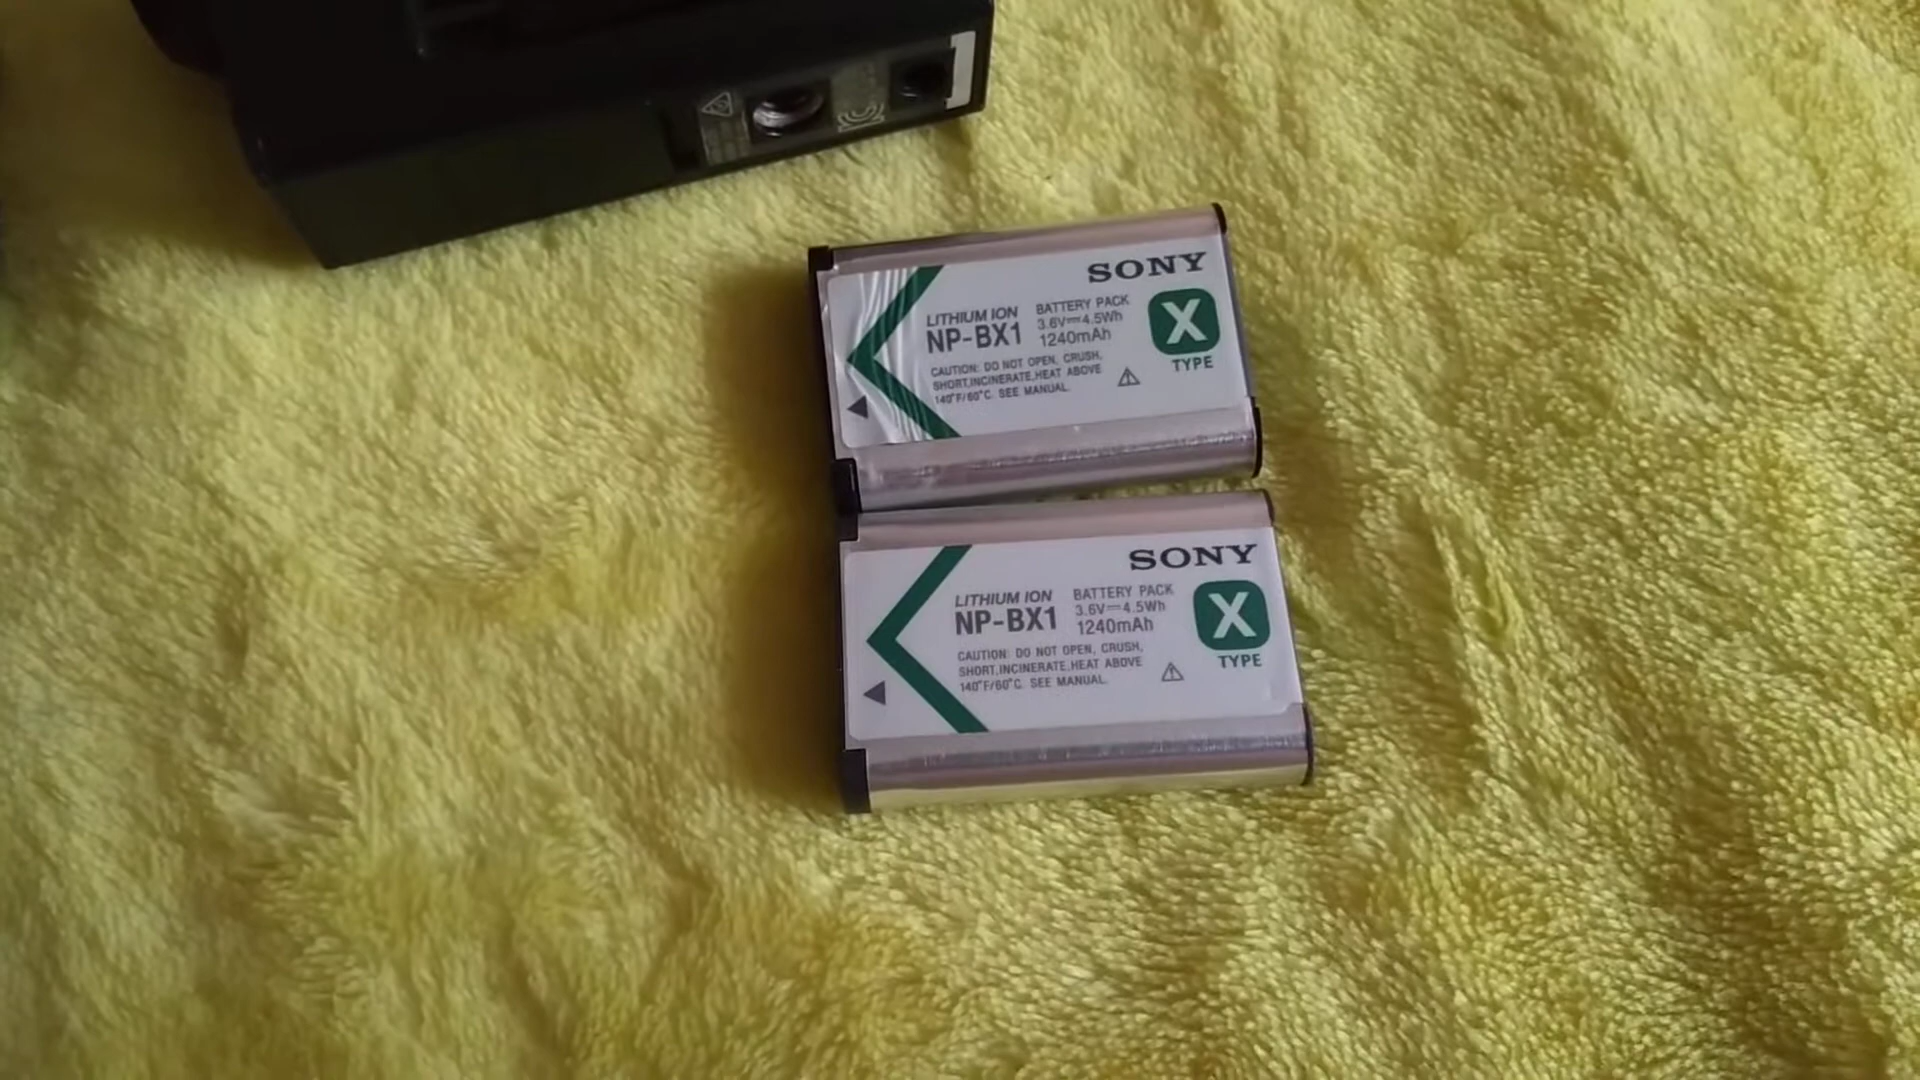 SONY
LITHIUM ION
NP-BX1
BATTERY PACK
3.6V⎓4.5Wh
1240mAh
X
TYPE
CAUTION: DO NOT OPEN, CRUSH,
SHORT,INCINERATE,HEAT ABOVE
140°F/60°C. SEE MANUAL.
SONY
LITHIUM ION
NP-BX1
BATTERY PACK
3.6V⎓4.5Wh
1240mAh
X
TYPE
CAUTION: DO NOT OPEN, CRUSH,
SHORT,INCINERATE,HEAT ABOVE
140°F/60°C. SEE MANUAL.